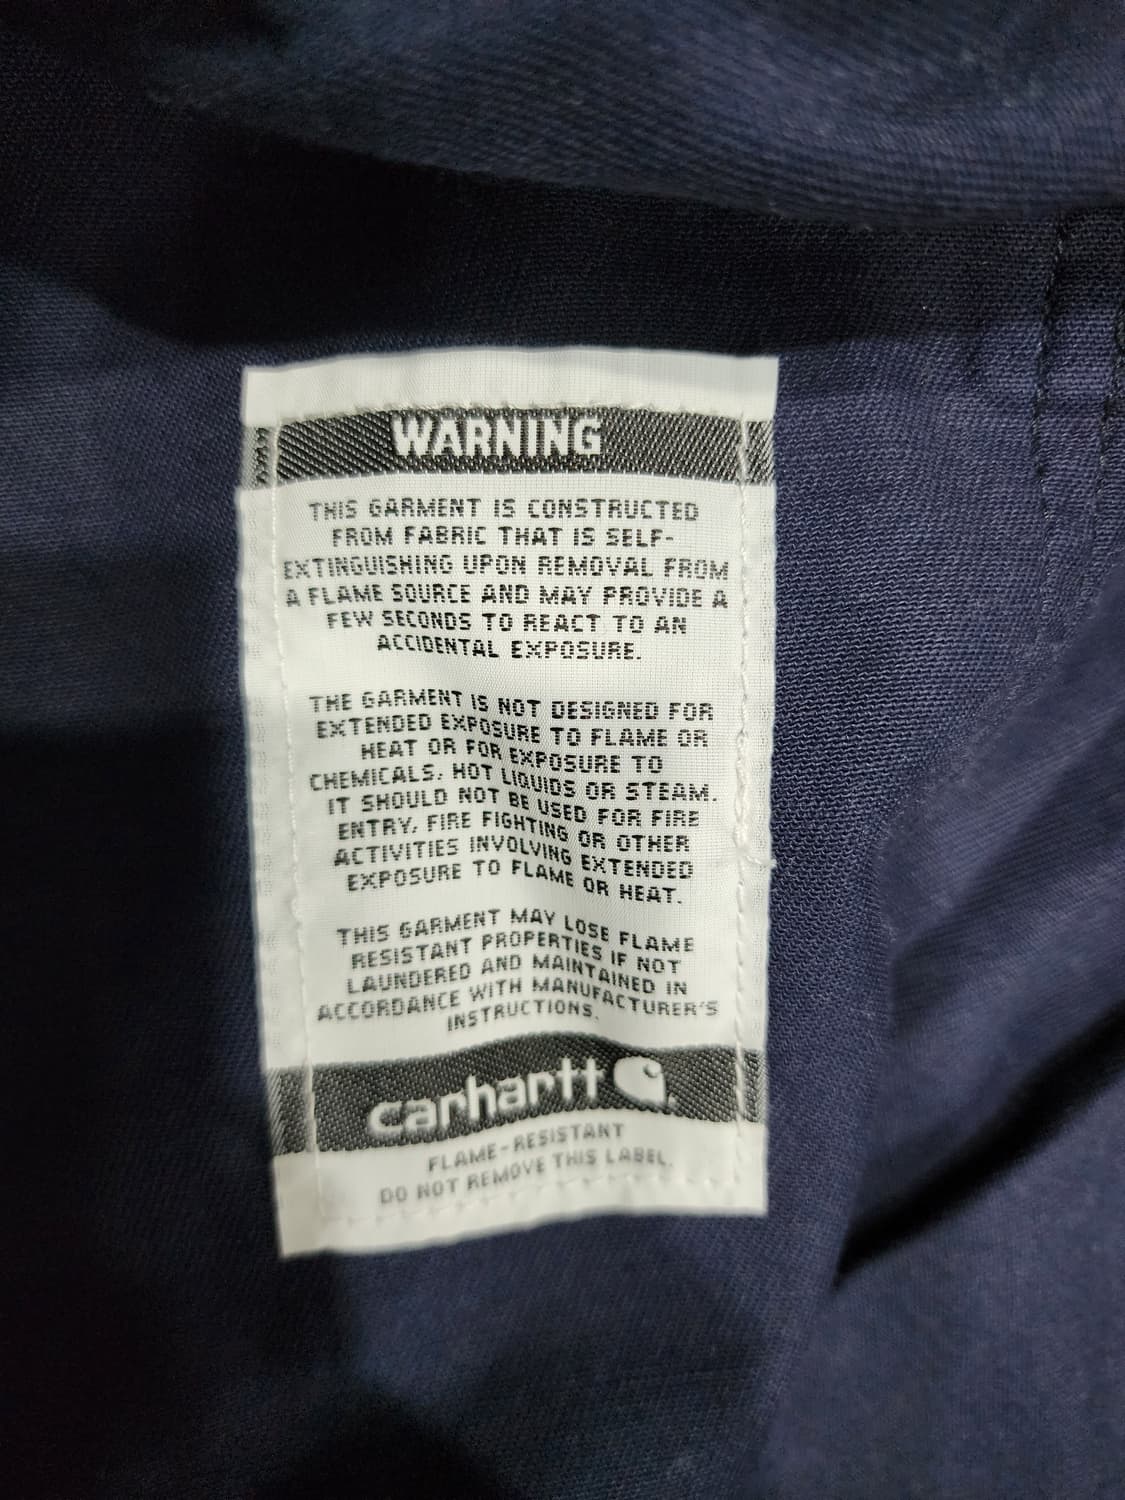 WARNING
THIS GARMENT IS CONSTRUCTED
FROM FABRIC THAT IS SELF-
EXTINGUISHING UPON REMOVAL FROM
A FLAME SOURCE AND MAY PROVIDE A
FEW SECONDS TO REACT TO AN
ACCIDENTAL EXPOSURE.
THE GARMENT IS NOT DESIGNED FOR
EXTENDED EXPOSURE TO FLAME OR
HEAT OR FOR EXPOSURE TO
CHEMICALS, HOT LIQUIDS OR STEAM.
IT SHOULD NOT BE USED FOR FIRE
ENTRY, FIRE FIGHTING OR OTHER
ACTIVITIES INVOLVING EXTENDED
EXPOSURE TO FLAME OR HEAT.
THIS GARMENT MAY LOSE FLAME
RESISTANT PROPERTIES IF NOT
LAUNDERED AND MAINTAINED IN
ACCORDANCE WITH MANUFACTURER'S
INSTRUCTIONS.
carhartt
FLAME-RESISTANT
DO NOT REMOVE THIS LABEL.